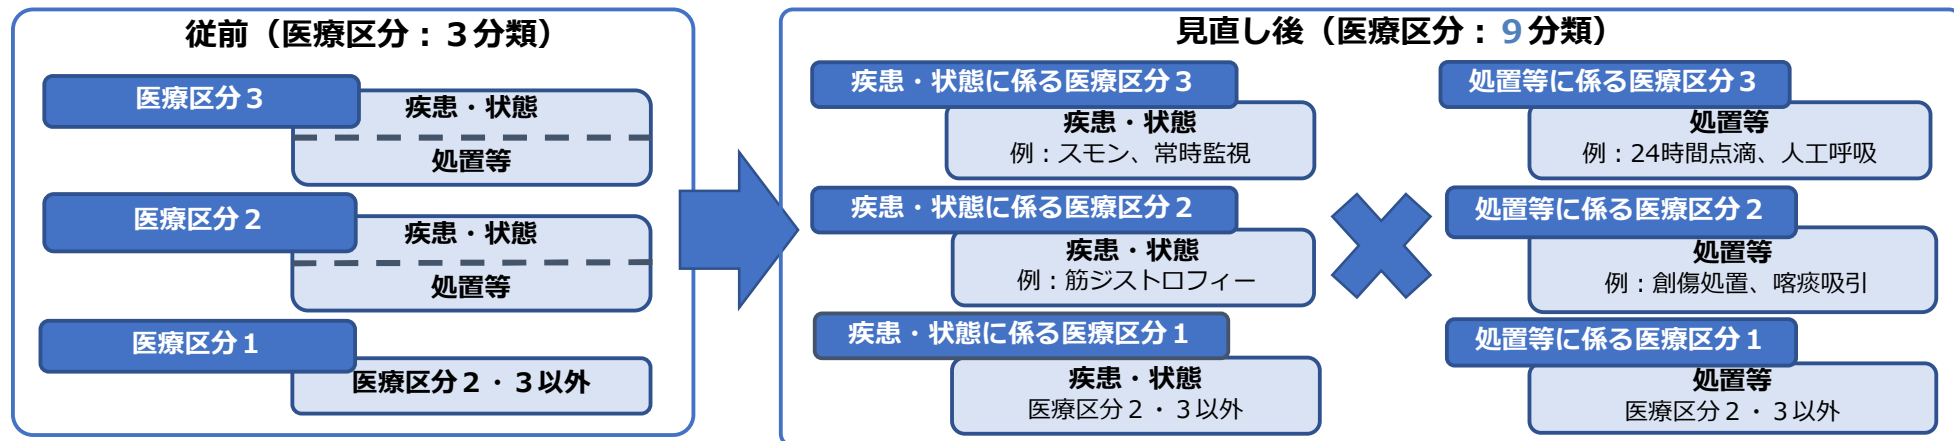 従前（医療区分：３分類）
医療区分３
疾患・状態
処置等
医療区分２
疾患・状態
処置等
医療区分１
医療区分２・３以外
見直し後（医療区分：９分類）
疾患・状態に係る医療区分３
疾患・状態
例：スモン、常時監視
疾患・状態に係る医療区分２
疾患・状態
例：筋ジストロフィー
疾患・状態に係る医療区分１
疾患・状態
医療区分２・３以外
処置等に係る医療区分３
処置等
例：24時間点滴、人工呼吸
処置等に係る医療区分２
処置等
例：創傷処置、喀痰吸引
処置等に係る医療区分１
処置等
医療区分２・３以外